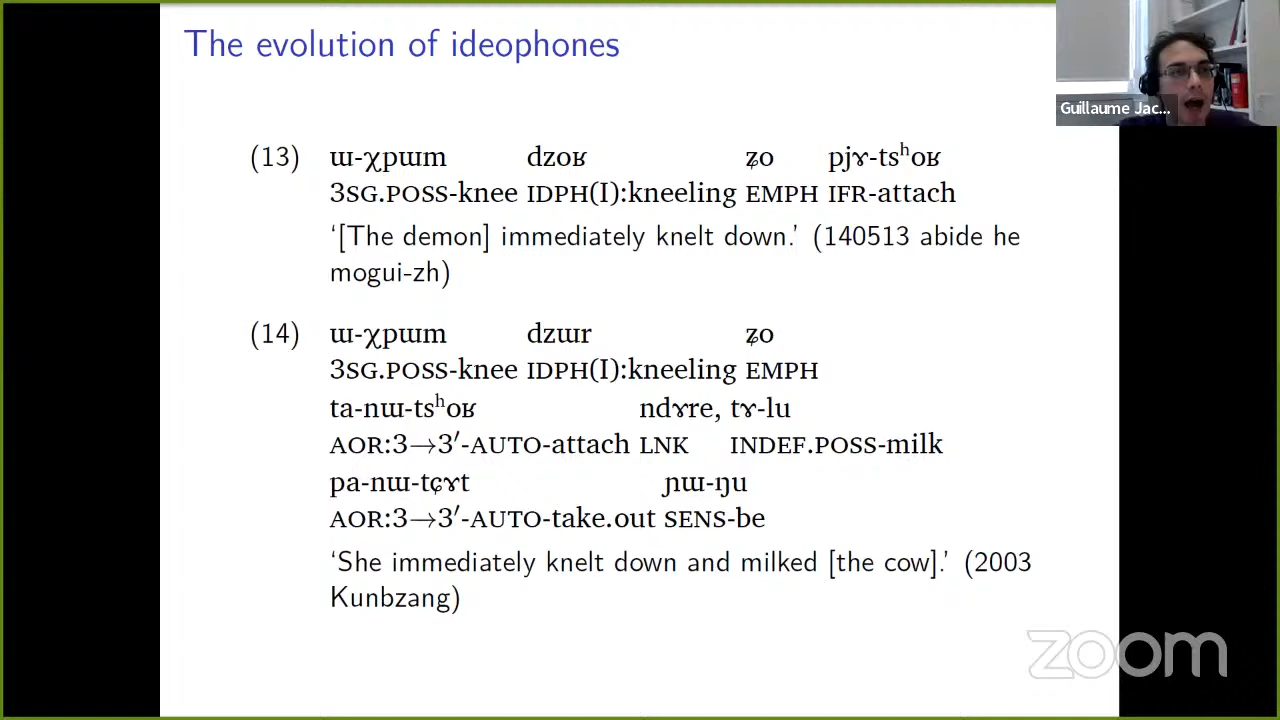 The evolution of ideophones
Guillaume Jac...
(13) ɯ-χpɯm dzoʁ ʑo pjɤ-tsʰoʁ
3SG.POSS-knee IDPH(I):kneeling EMPH IFR-attach
‘[The demon] immediately knelt down.’ (140513 abide he
mogui-zh)
(14) ɯ-χpɯm dzɯr ʑo
3SG.POSS-knee IDPH(I):kneeling EMPH
ta-nɯ-tsʰoʁ ndɤre, tɤ-lu
AOR:3→3′-AUTO-attach LNK INDEF.POSS-milk
pa-nɯ-tɕɤt ɲɯ-ŋu
AOR:3→3′-AUTO-take.out SENS-be
‘She immediately knelt down and milked [the cow].’ (2003
Kunbzang)
zoom